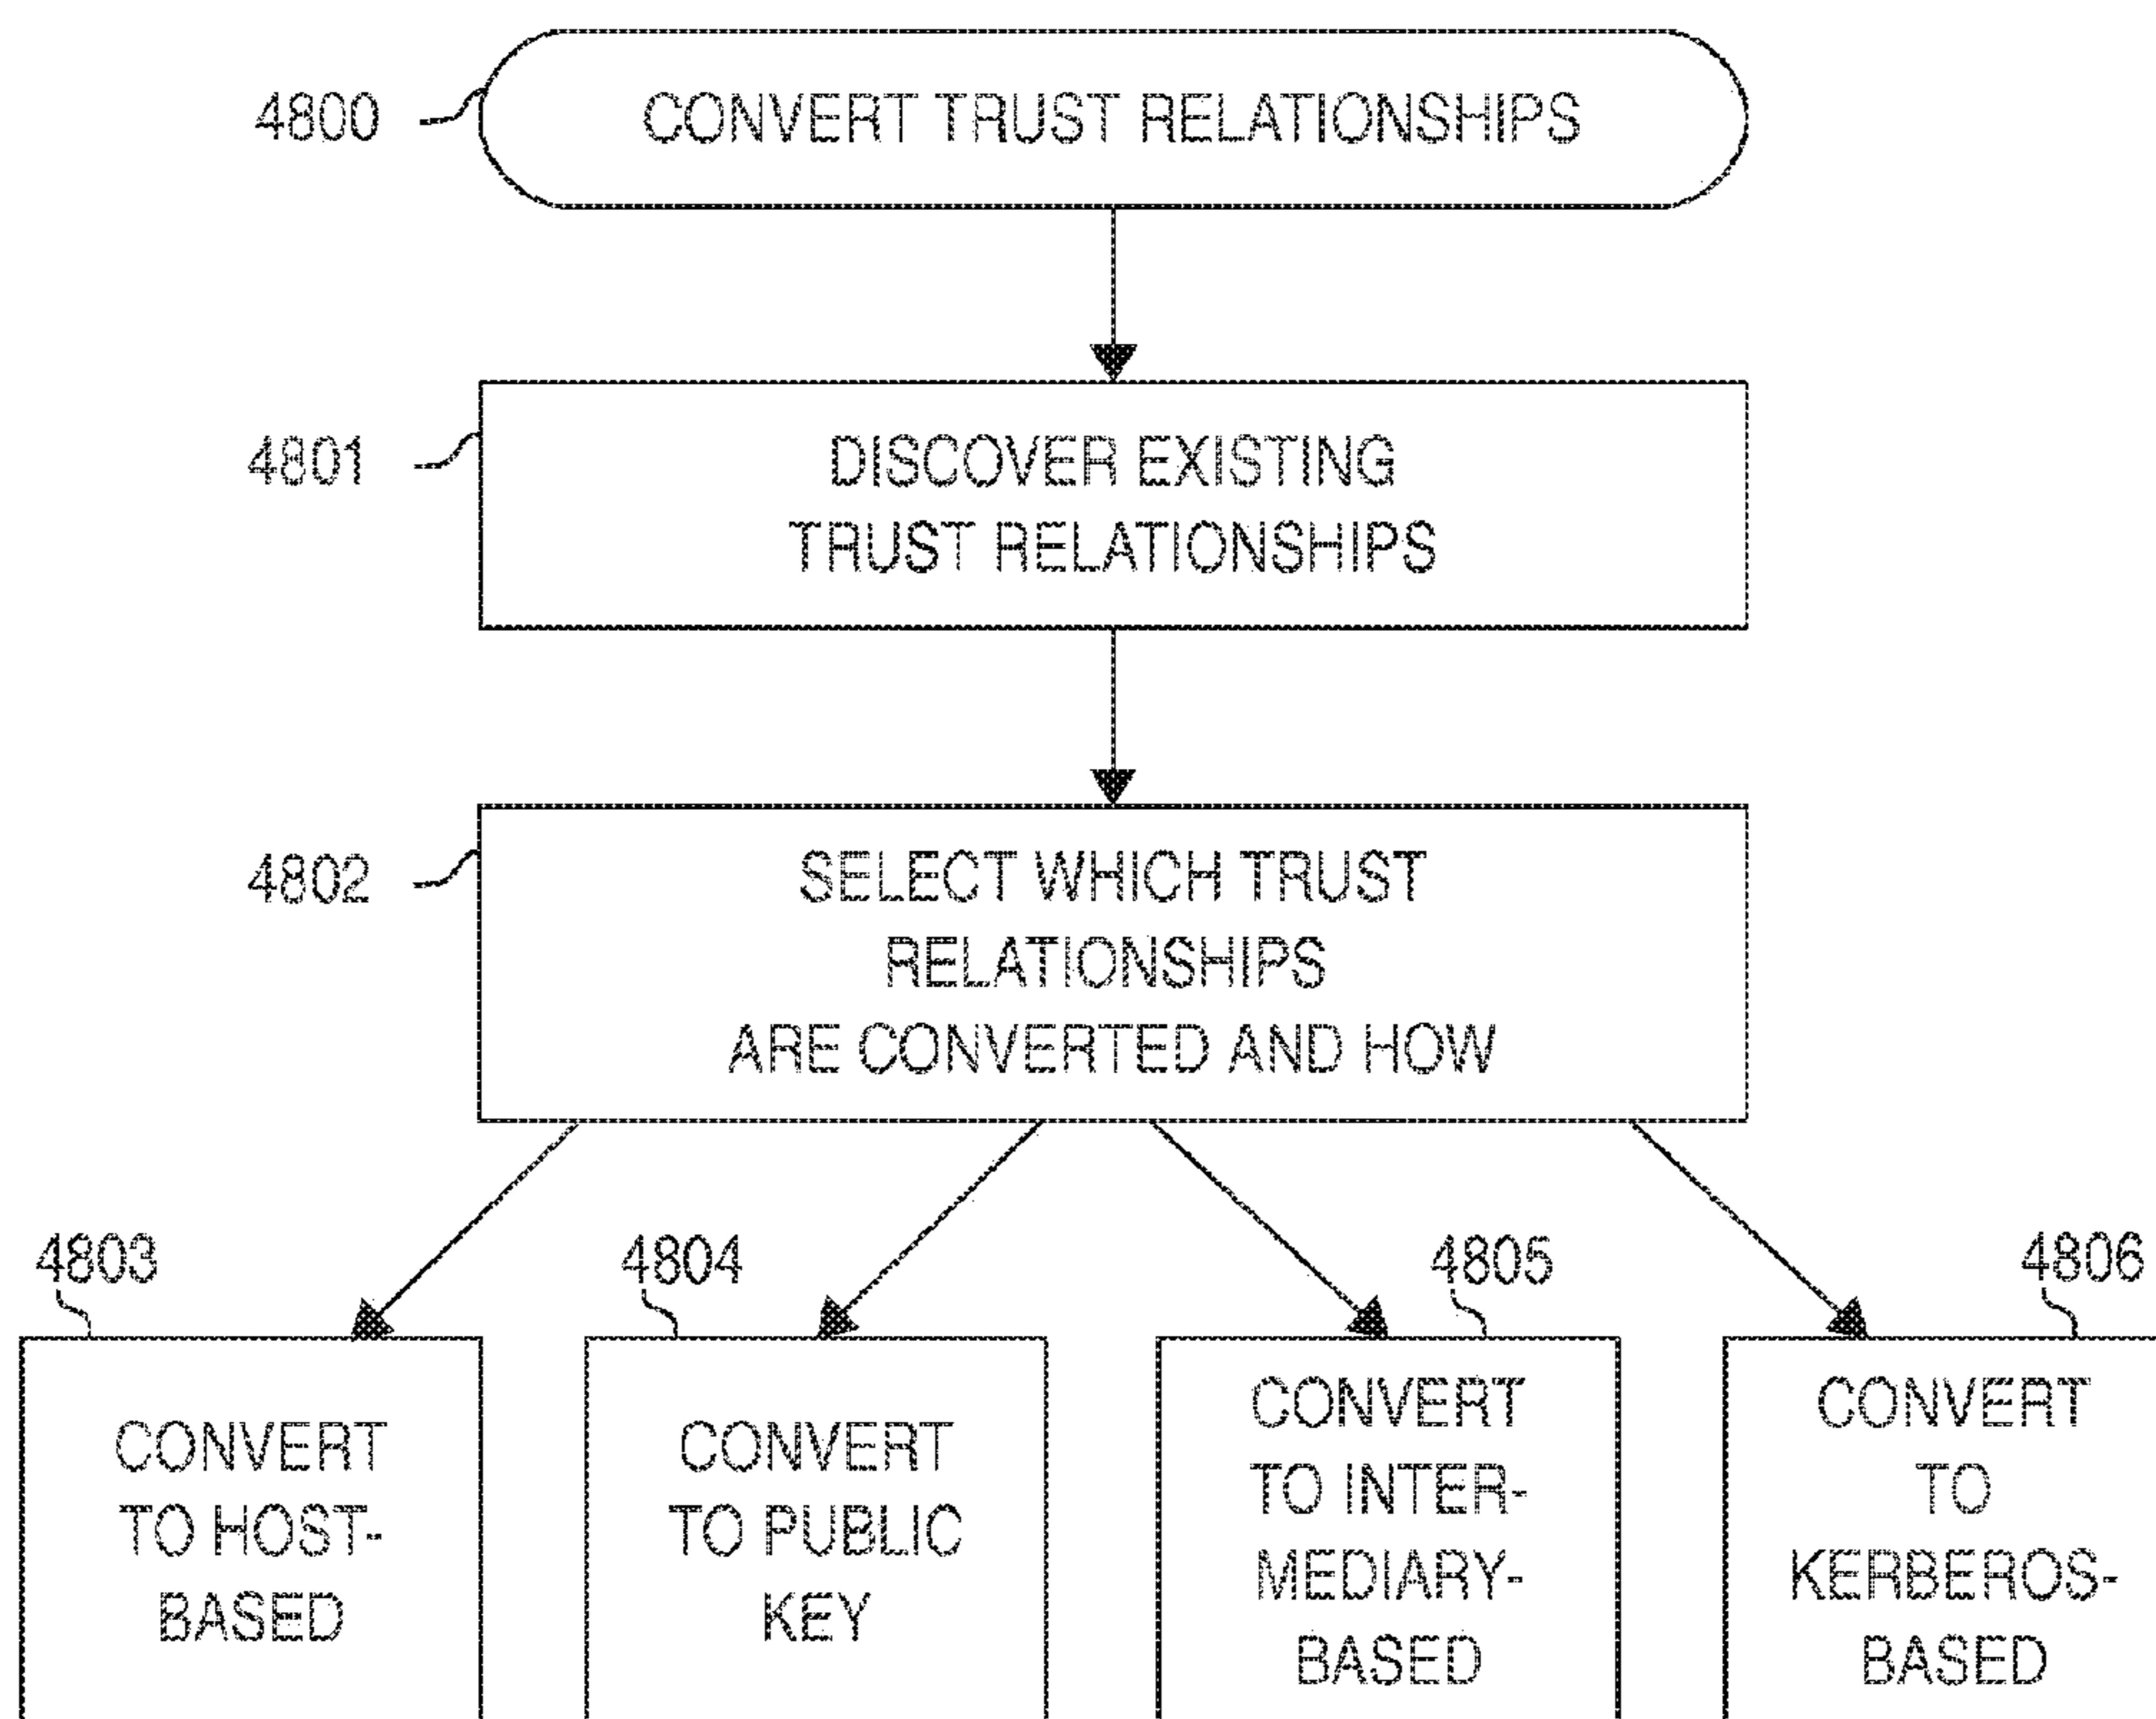 4800
CONVERT TRUST RELATIONSHIPS
4801
DISCOVER EXISTING
TRUST RELATIONSHIPS
4802
SELECT WHICH TRUST
RELATIONSHIPS
ARE CONVERTED AND HOW
4803
CONVERT
TO HOST-
BASED
4804
CONVERT
TO PUBLIC
KEY
4805
CONVERT
TO INTER-
MEDIARY-
BASED
4806
CONVERT
TO
KERBEROS-
BASED